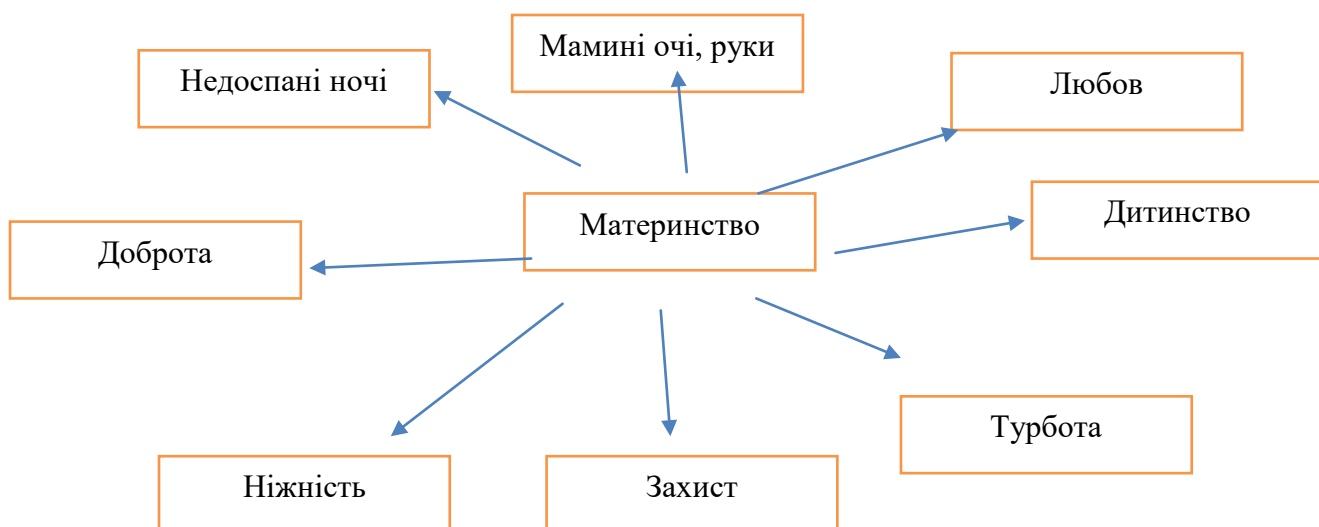 Мамині очі, руки
Недоспані ночі
Любов
Материнство
Дитинство
Доброта
Турбота
Ніжність
Захист